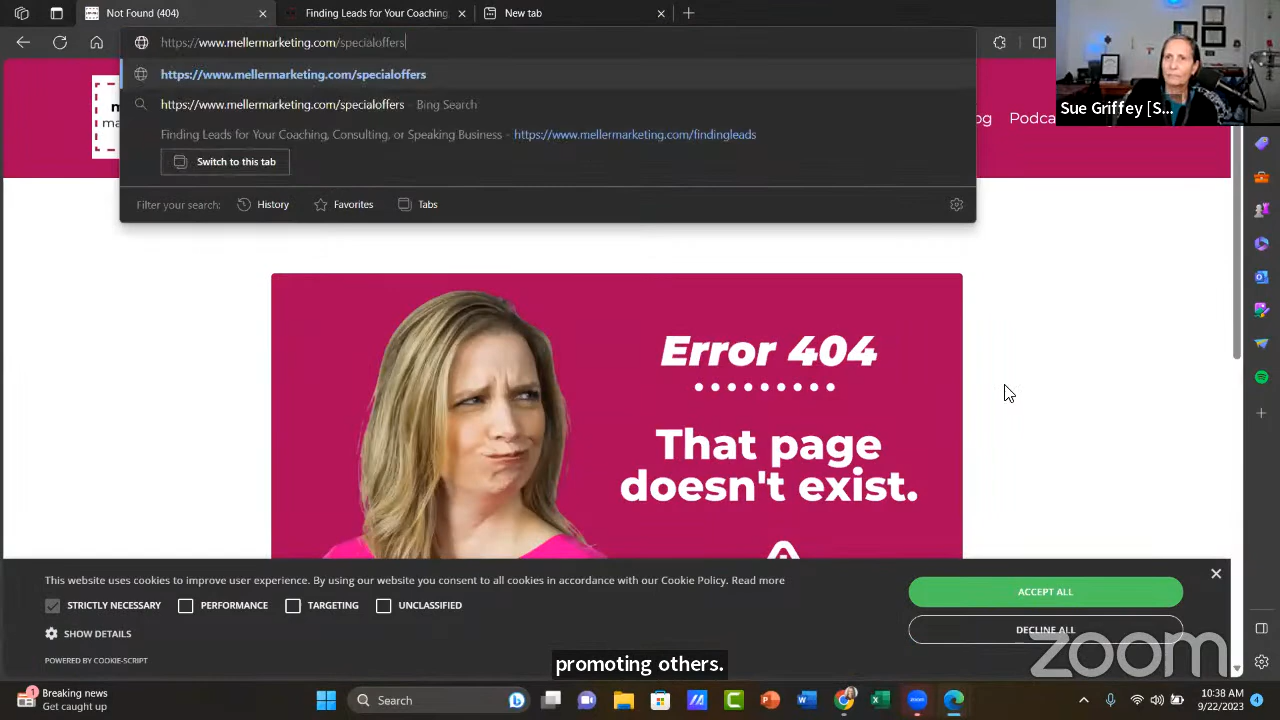 Not Found (404)
Finding Leads for Your Coaching,
New tab
https://www.mellermarketing.com/specialoffers
https://www.mellermarketing.com/specialoffers
https://www.mellermarketing.com/specialoffers - Bing Search
Finding Leads for Your Coaching, Consulting, or Speaking Business - https://www.mellermarketing.com/findingleads
Switch to this tab
Filter your search:
History
Favorites
Tabs
Sue Griffey [S...
Error 404
That page
doesn't exist.
This website uses cookies to improve user experience. By using our website you consent to all cookies in accordance with our Cookie Policy. Read more
STRICTLY NECESSARY
PERFORMANCE
TARGETING
UNCLASSIFIED
SHOW DETAILS
POWERED BY COOKIE-SCRIPT
ACCEPT ALL
DECLINE ALL
zoom
promoting others.
1
Breaking news
Get caught up
Search
10:38 AM
9/22/2023
4